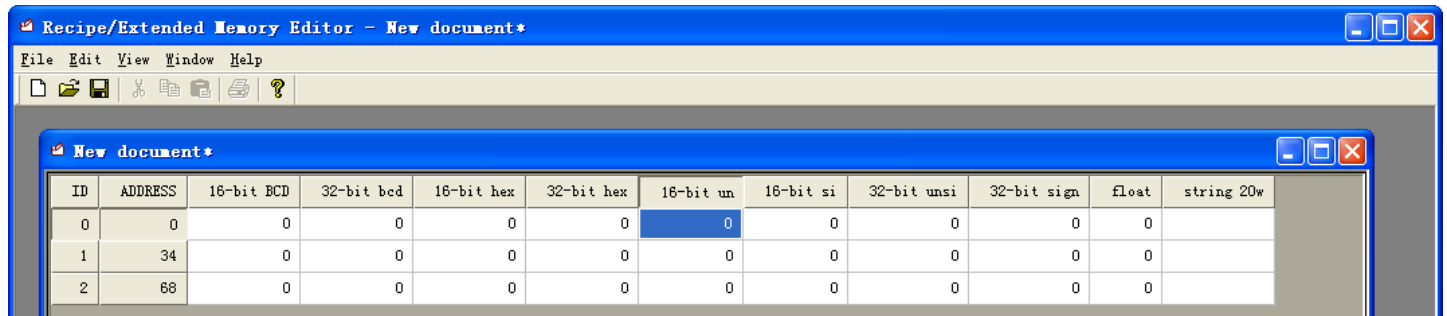 Recipe/Extended Memory Editor - New document*
File Edit View Window Help
New document*
ID ADDRESS 16-bit BCD 32-bit bcd 16-bit hex 32-bit hex 16-bit un 16-bit si 32-bit unsi 32-bit sign float string 20w
0 0 0 0 0 0 0 0 0 0 0
1 34 0 0 0 0 0 0 0 0 0
2 68 0 0 0 0 0 0 0 0 0